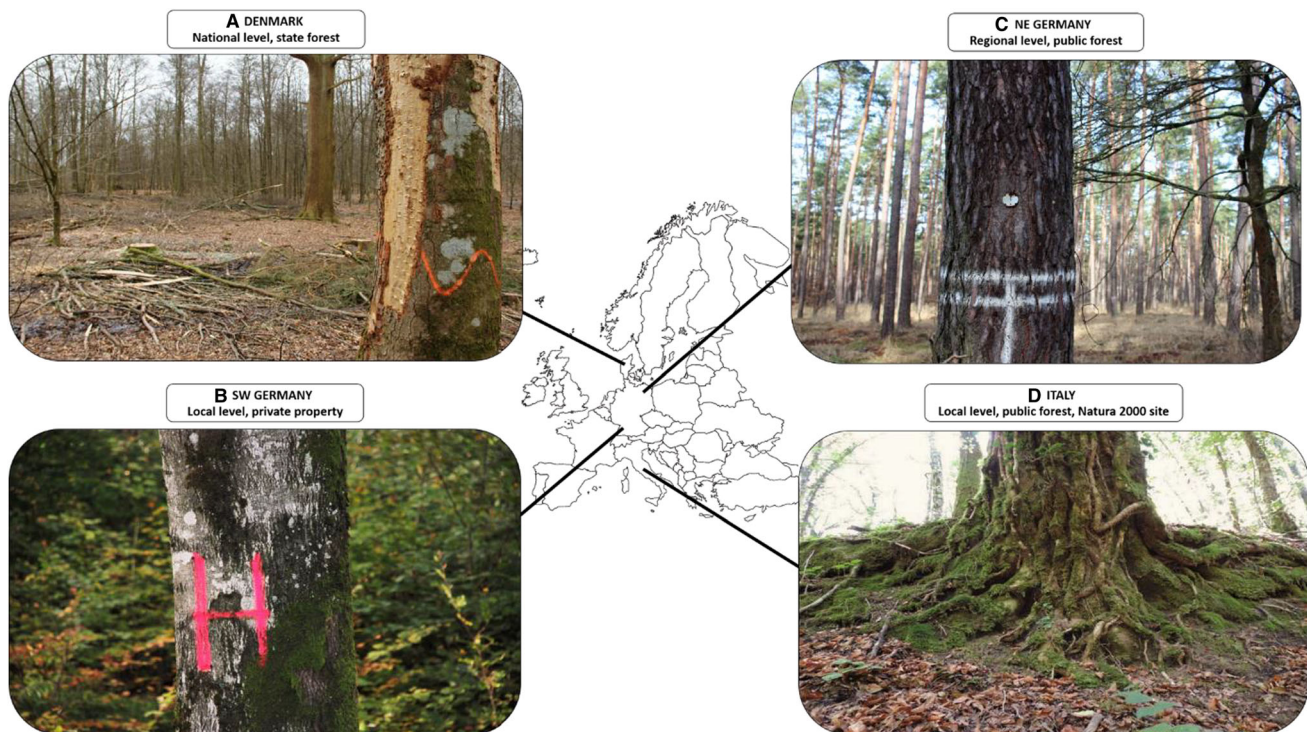 A DENMARK
National level, state forest
C NE GERMANY
Regional level, public forest
B SW GERMANY
Local level, private property
H
D ITALY
Local level, public forest, Natura 2000 site